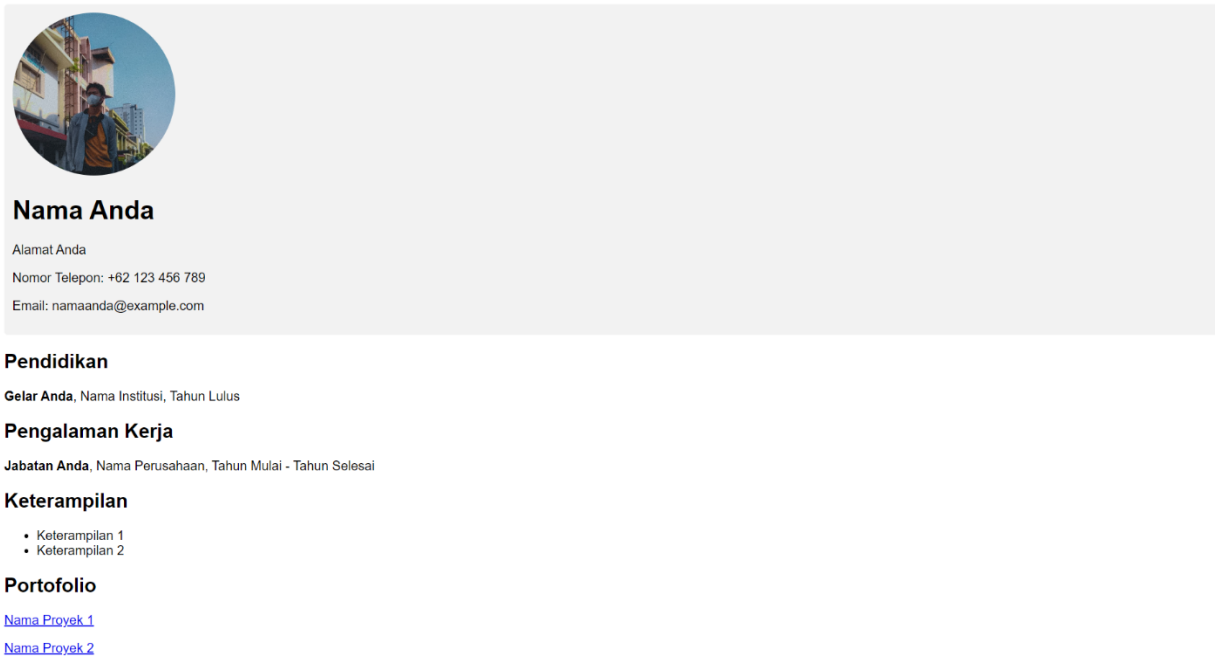 Nama Anda
Alamat Anda
Nomor Telepon: +62 123 456 789
Email: namaanda@example.com
Pendidikan
Gelar Anda, Nama Institusi, Tahun Lulus
Pengalaman Kerja
Jabatan Anda, Nama Perusahaan, Tahun Mulai - Tahun Selesai
Keterampilan
• Keterampilan 1
• Keterampilan 2
Portofolio
Nama Proyek 1
Nama Proyek 2